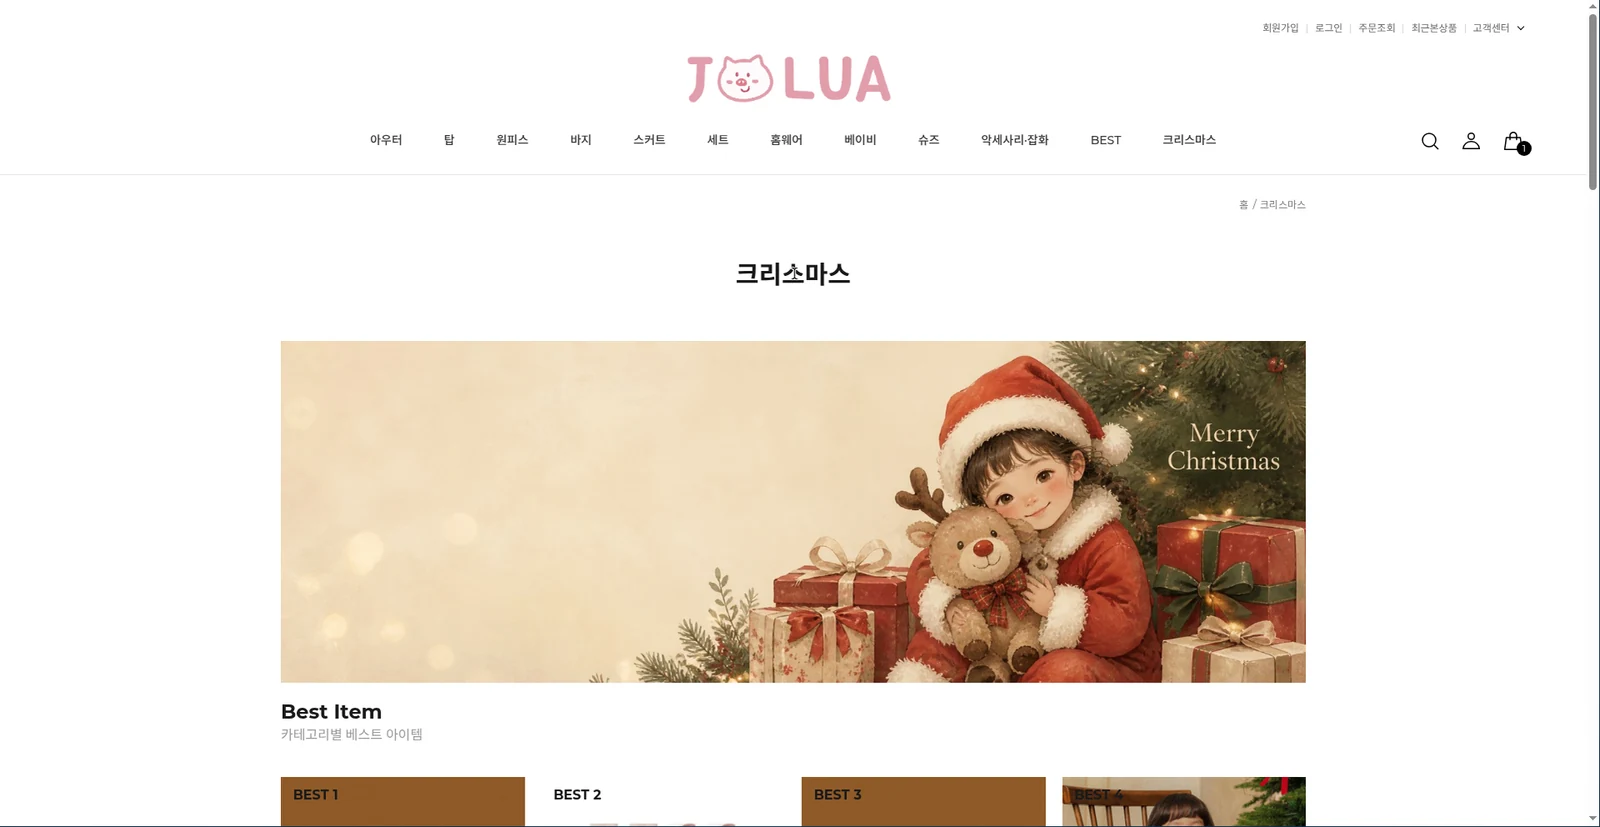 회원가입 | 로그인 | 주문조회 | 최근본상품 | 고객센터
JOLUA
아우터 탑 원피스 바지 스커트 세트 홈웨어 베이비 슈즈 악세사리·잡화 BEST 크리스마스
1
홈 / 크리스마스
크리스마스
Merry
Christmas
Best Item
카테고리별 베스트 아이템
BEST 1 BEST 2 BEST 3 BEST 4